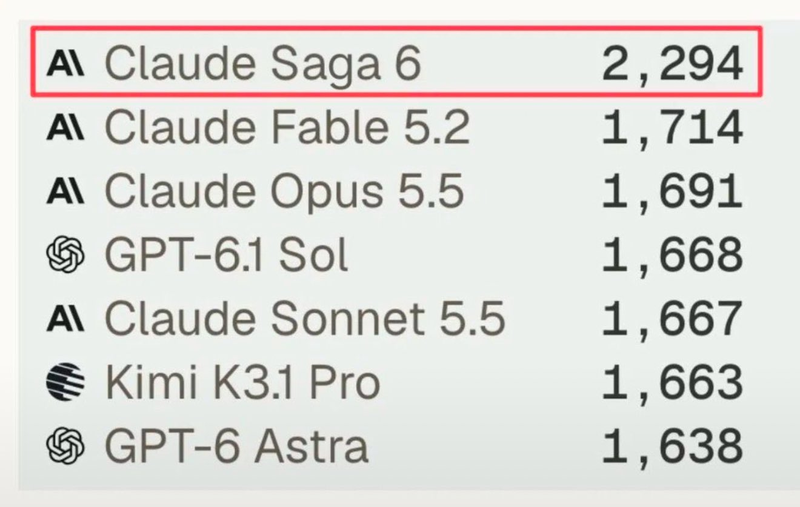 Claude Saga 6 2,294
Claude Fable 5.2 1,714
Claude Opus 5.5 1,691
GPT-6.1 Sol 1,668
Claude Sonnet 5.5 1,667
Kimi K3.1 Pro 1,663
GPT-6 Astra 1,638